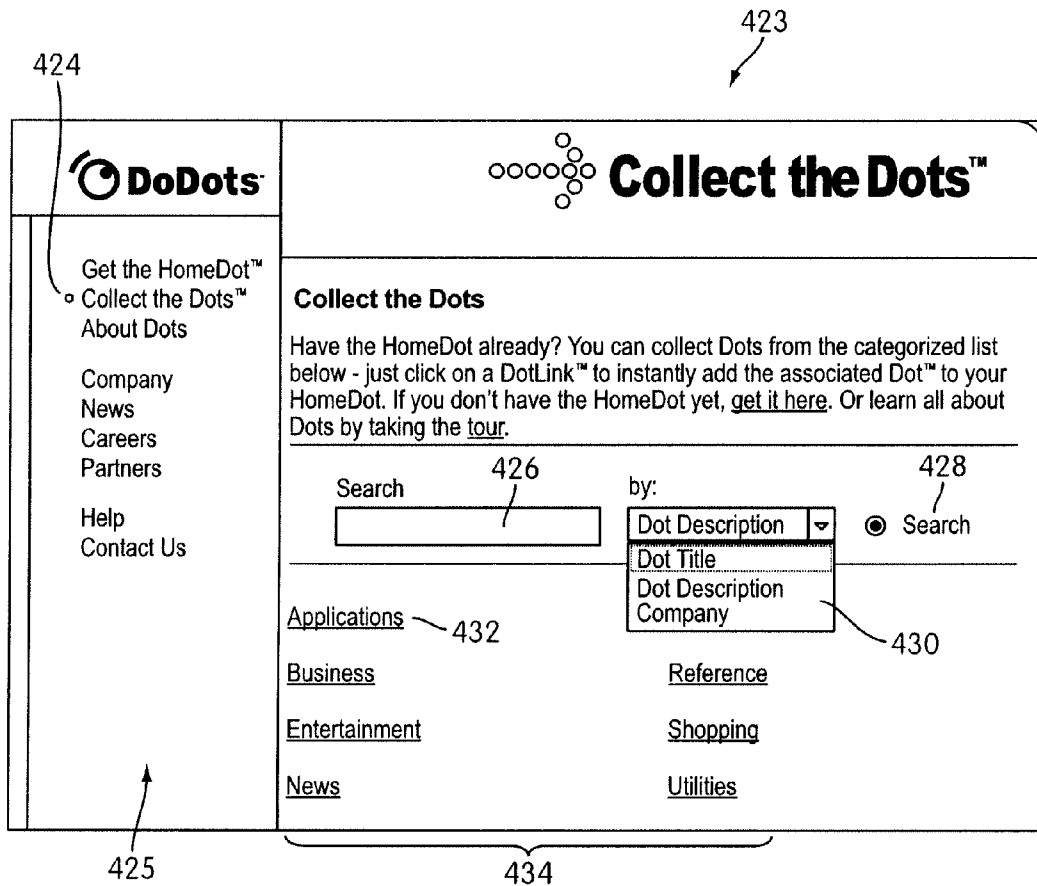 423
424
DoDots
Collect the Dots™
Get the HomeDot™
Collect the Dots™
About Dots
Company
News
Careers
Partners
Help
Contact Us
Collect the Dots
Have the HomeDot already? You can collect Dots from the categorized list
below - just click on a DotLink™ to instantly add the associated Dot™ to your
HomeDot. If you don't have the HomeDot yet, get it here. Or learn all about
Dots by taking the tour.
Search
426
by:
428
Dot Description
Search
Dot Title
Dot Description
Company
430
Applications
432
Business
Reference
Entertainment
Shopping
News
Utilities
425
434